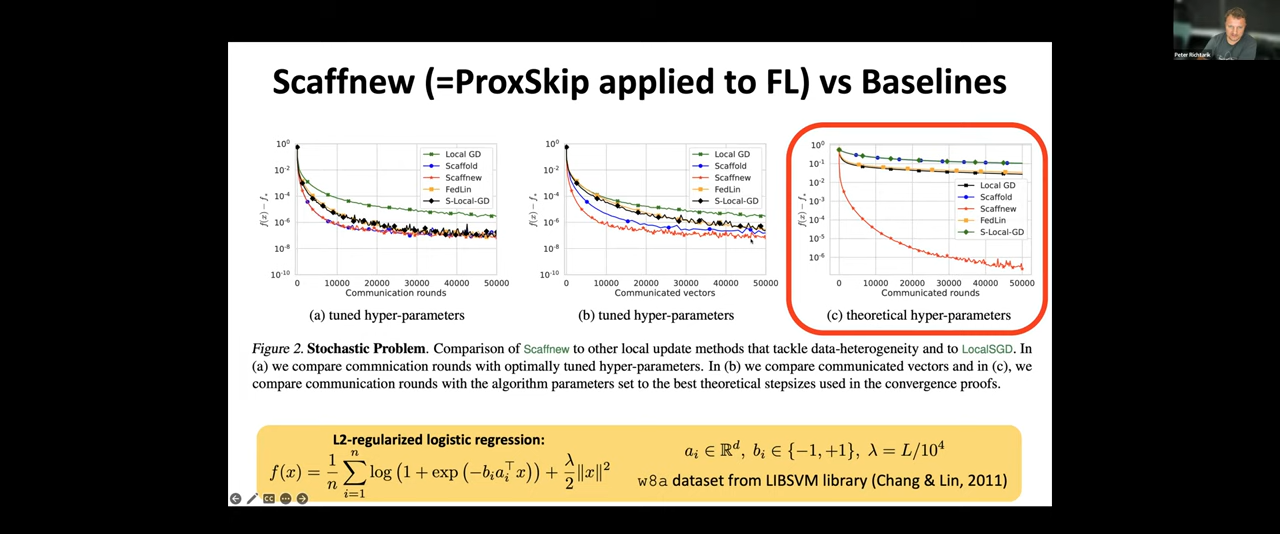 Peter Richtarik
Scaffnew (=ProxSkip applied to FL) vs Baselines
10⁰
10⁻²
10⁻⁴
10⁻⁶
10⁻⁸
10⁻¹⁰
f(x) − f⋆
Local GD
Scaffold
Scaffnew
FedLin
S-Local-GD
0 10000 20000 30000 40000 50000
Communication rounds
(a) tuned hyper-parameters
10⁰
10⁻²
10⁻⁴
10⁻⁶
10⁻⁸
10⁻¹⁰
f(x) − f⋆
Local GD
Scaffold
Scaffnew
FedLin
S-Local-GD
0 10000 20000 30000 40000 50000
Communicated vectors
(b) tuned hyper-parameters
10⁰
10⁻¹
10⁻²
10⁻³
10⁻⁴
10⁻⁵
10⁻⁶
f(x) − f⋆
Local GD
Scaffold
Scaffnew
FedLin
S-Local-GD
0 10000 20000 30000 40000 50000
Communicated rounds
(c) theoretical hyper-parameters
Figure 2. Stochastic Problem. Comparison of Scaffnew to other local update methods that tackle data-heterogeneity and to LocalSGD. In
(a) we compare commnication rounds with optimally tuned hyper-parameters. In (b) we compare communicated vectors and in (c), we
compare communication rounds with the algorithm parameters set to the best theoretical stepsizes used in the convergence proofs.
L2-regularized logistic regression:
f(x) = 1/n ∑ᵢ₌₁ⁿ log (1 + exp (−bᵢaᵢ⊤x)) + λ/2 ‖x‖²
aᵢ ∈ ℝᵈ, bᵢ ∈ {−1, +1}, λ = L/10⁴
w8a dataset from LIBSVM library (Chang & Lin, 2011)